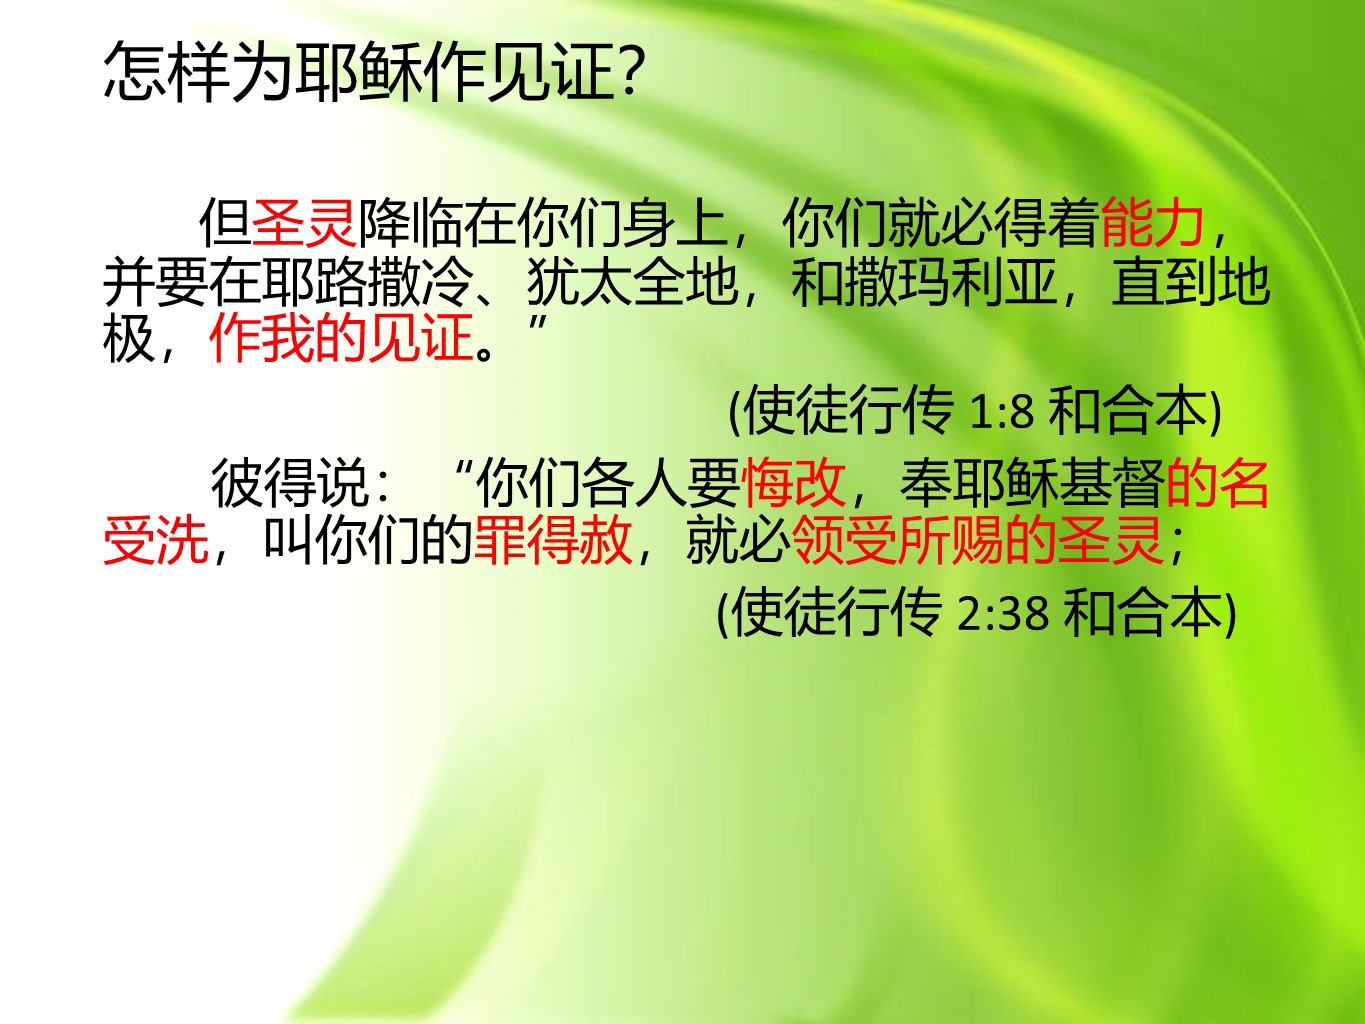 怎样为耶稣作见证？
但圣灵降临在你们身上，你们就必得着能力，
并要在耶路撒冷、犹太全地，和撒玛利亚，直到地
极，作我的见证。”
(使徒行传 1:8 和合本)
彼得说：“你们各人要悔改，奉耶稣基督的名
受洗，叫你们的罪得赦，就必领受所赐的圣灵；
(使徒行传 2:38 和合本)